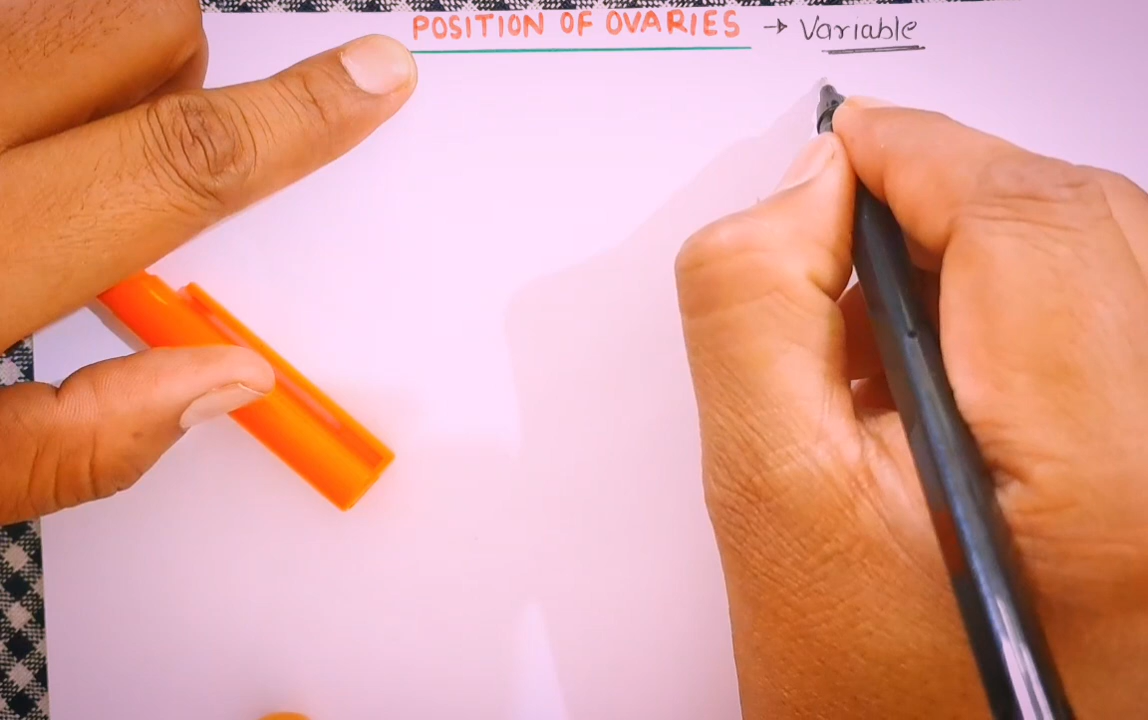 POSITION OF OVARIES → Variable